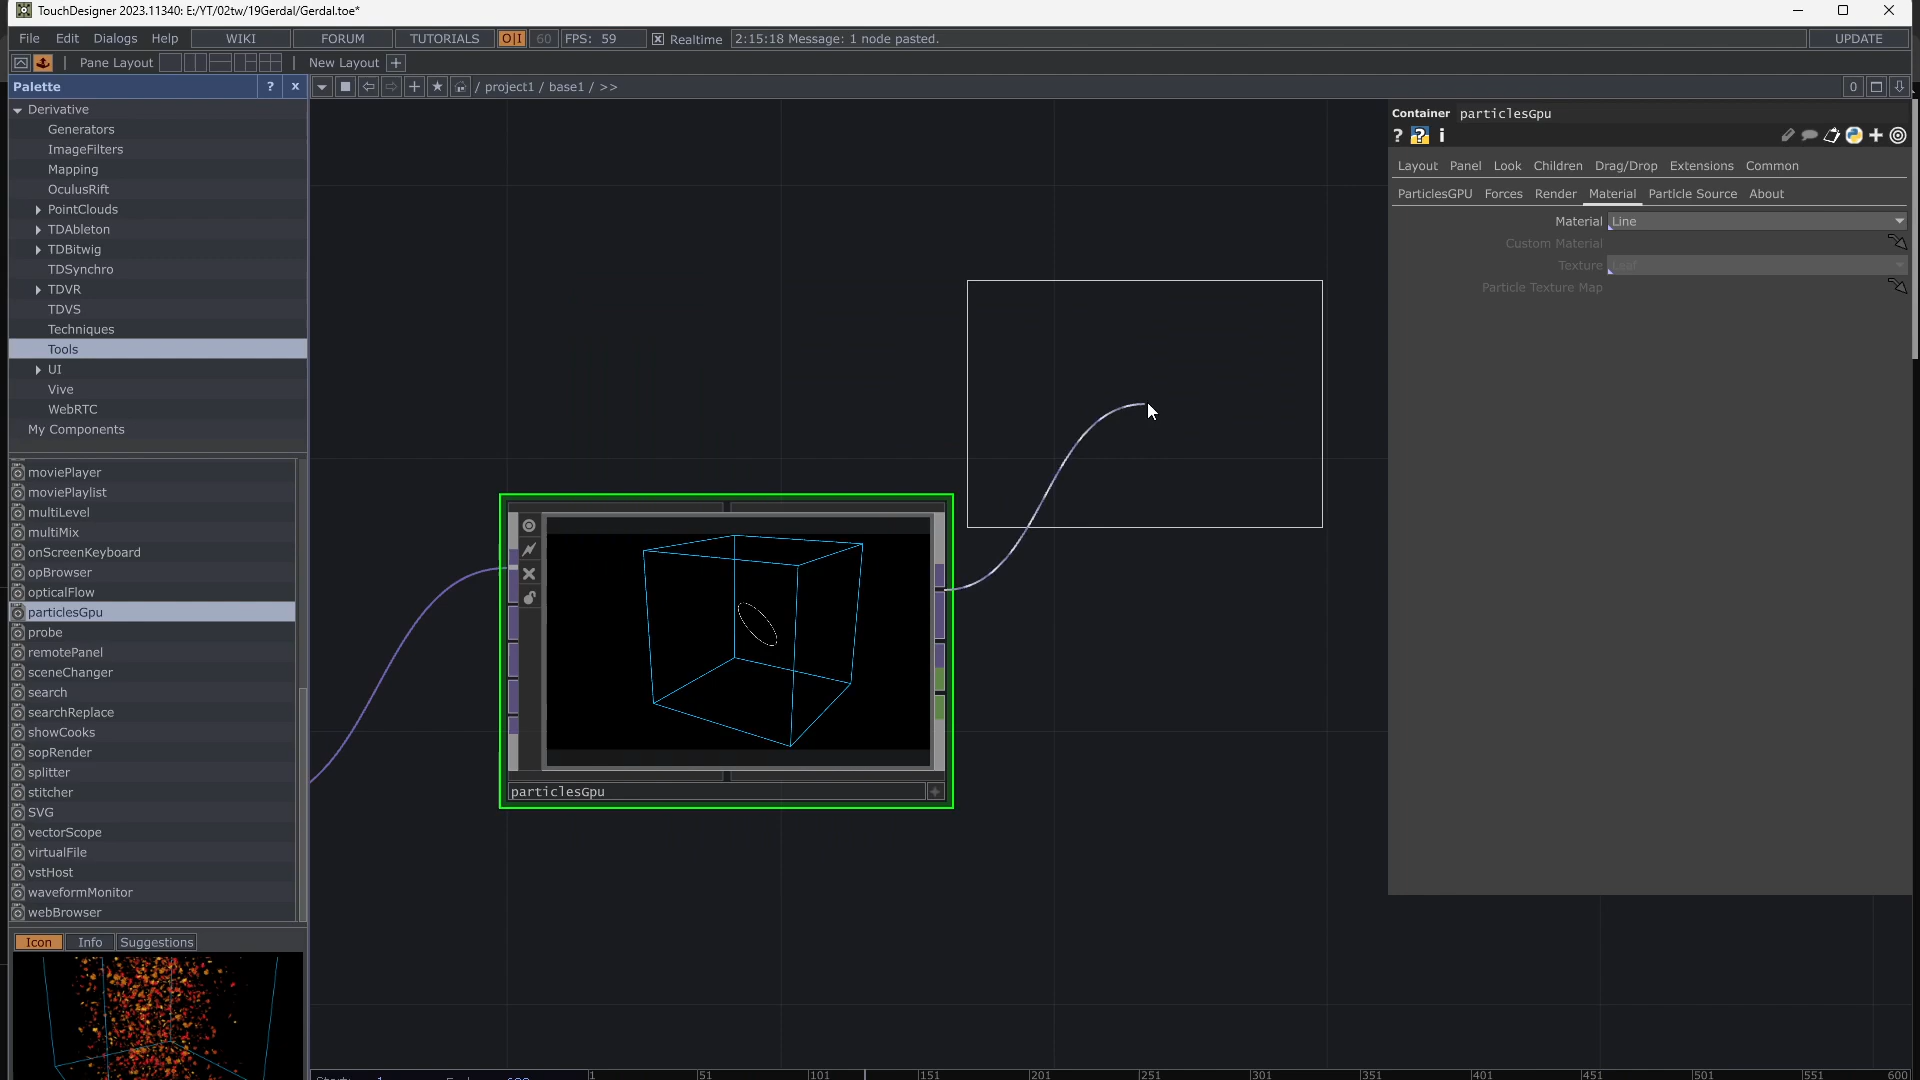 TouchDesigner 2023.11340: E:/YT/02tw/19Gerdal/Gerdal.toe*
File Edit Dialogs Help WIKI FORUM TUTORIALS O|I 60 FPS: 59 Realtime 2:15:18 Message: 1 node pasted. UPDATE
Pane Layout New Layout +
Palette ? x / project1 / base1 / >> 0
Derivative
Generators
ImageFilters
Mapping
OculusRift
PointClouds
TDAbleton
TDBitwig
TDSynchro
TDVR
TDVS
Techniques
Tools
UI
Vive
WebRTC
My Components
moviePlayer
moviePlaylist
multiLevel
multiMix
onScreenKeyboard
opBrowser
opticalFlow
particlesGpu
probe
remotePanel
sceneChanger
search
searchReplace
showCooks
sopRender
splitter
stitcher
SVG
vectorScope
virtualFile
vstHost
waveformMonitor
webBrowser
Icon Info Suggestions
particlesGpu
Container particlesGpu
? ? i
Layout Panel Look Children Drag/Drop Extensions Common
ParticlesGPU Forces Render Material Particle Source About
Material Line
Custom Material
Texture Leaf
Particle Texture Map
1 51 101 151 201 251 301 351 401 451 501 551 600